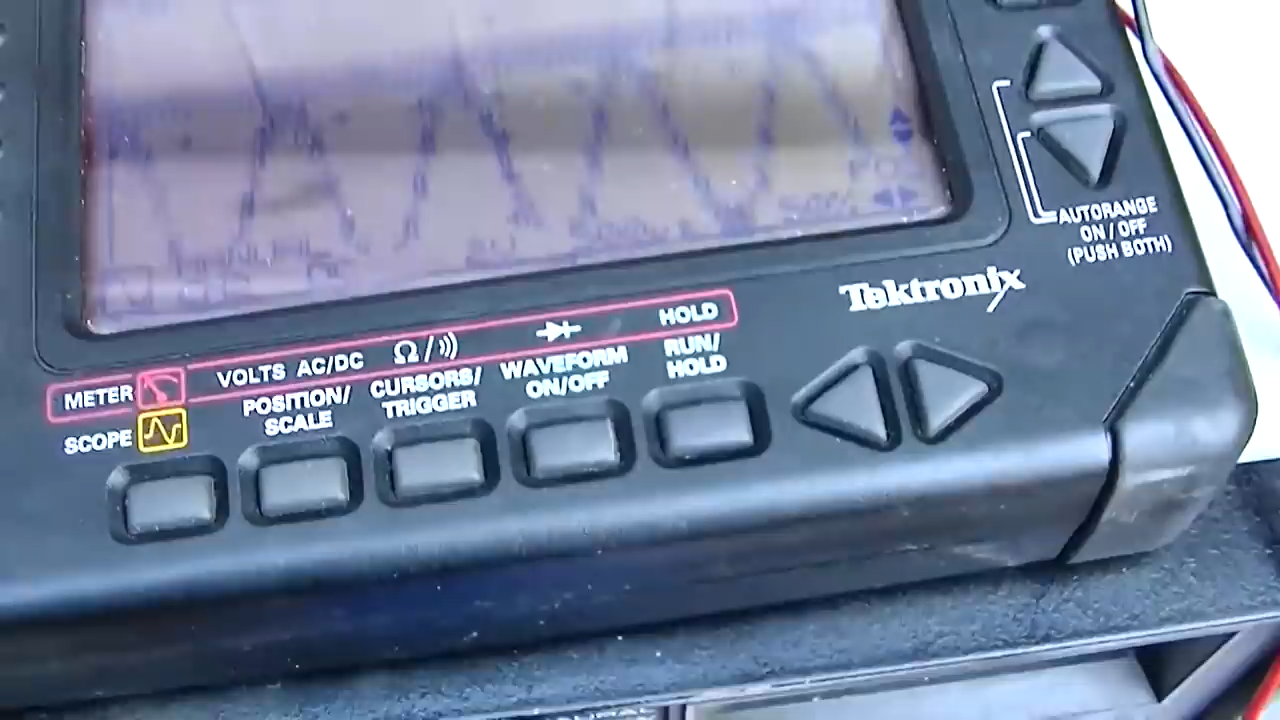 AUTORANGE
ON / OFF
(PUSH BOTH)
Tektronix
METER VOLTS AC/DC Ω / HOLD
SCOPE POSITION/ CURSORS/ WAVEFORM RUN/
SCALE TRIGGER ON/OFF HOLD